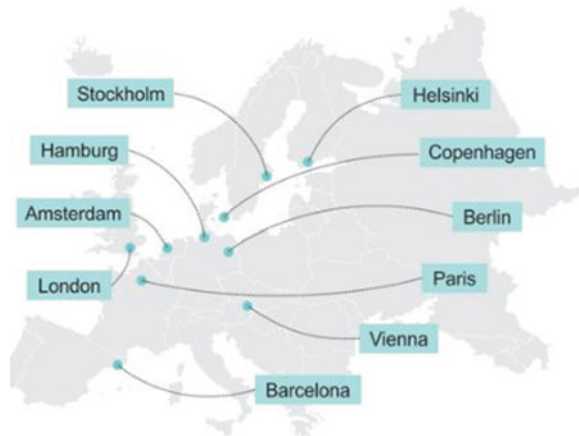 Stockholm
Helsinki
Hamburg
Copenhagen
Amsterdam
Berlin
London
Paris
Vienna
Barcelona